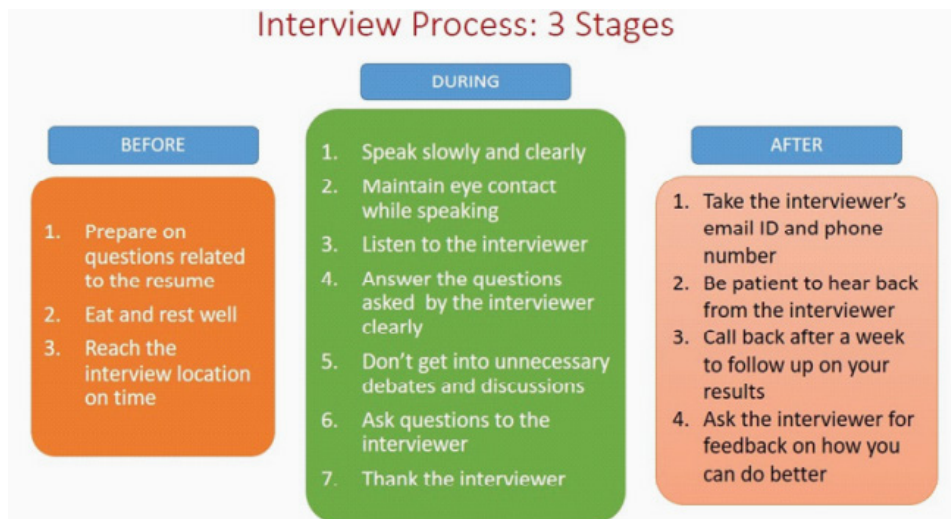 Interview Process: 3 Stages
BEFORE
1. Prepare on
questions related
to the resume
2. Eat and rest well
3. Reach the
interview location
on time
DURING
1. Speak slowly and clearly
2. Maintain eye contact
while speaking
3. Listen to the interviewer
4. Answer the questions
asked by the interviewer
clearly
5. Don't get into unnecessary
debates and discussions
6. Ask questions to the
interviewer
7. Thank the interviewer
AFTER
1. Take the interviewer's
email ID and phone
number
2. Be patient to hear back
from the interviewer
3. Call back after a week
to follow up on your
results
4. Ask the interviewer for
feedback on how you
can do better